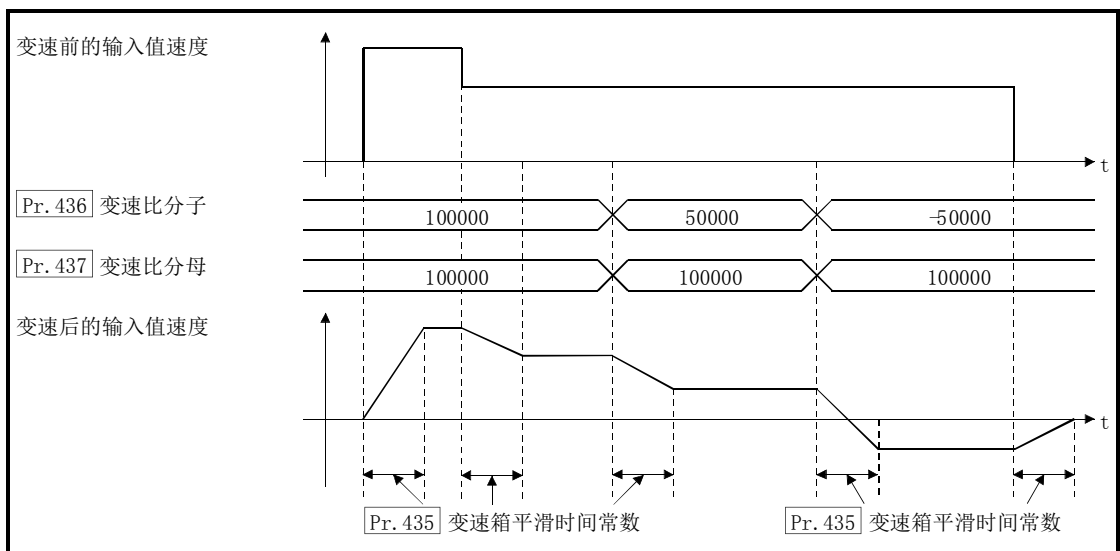 变速前的输入值速度
t
Pr.436 变速比分子
100000 50000 -50000
Pr.437 变速比分母
100000 100000 100000
变速后的输入值速度
t
Pr.435 变速箱平滑时间常数 Pr.435 变速箱平滑时间常数